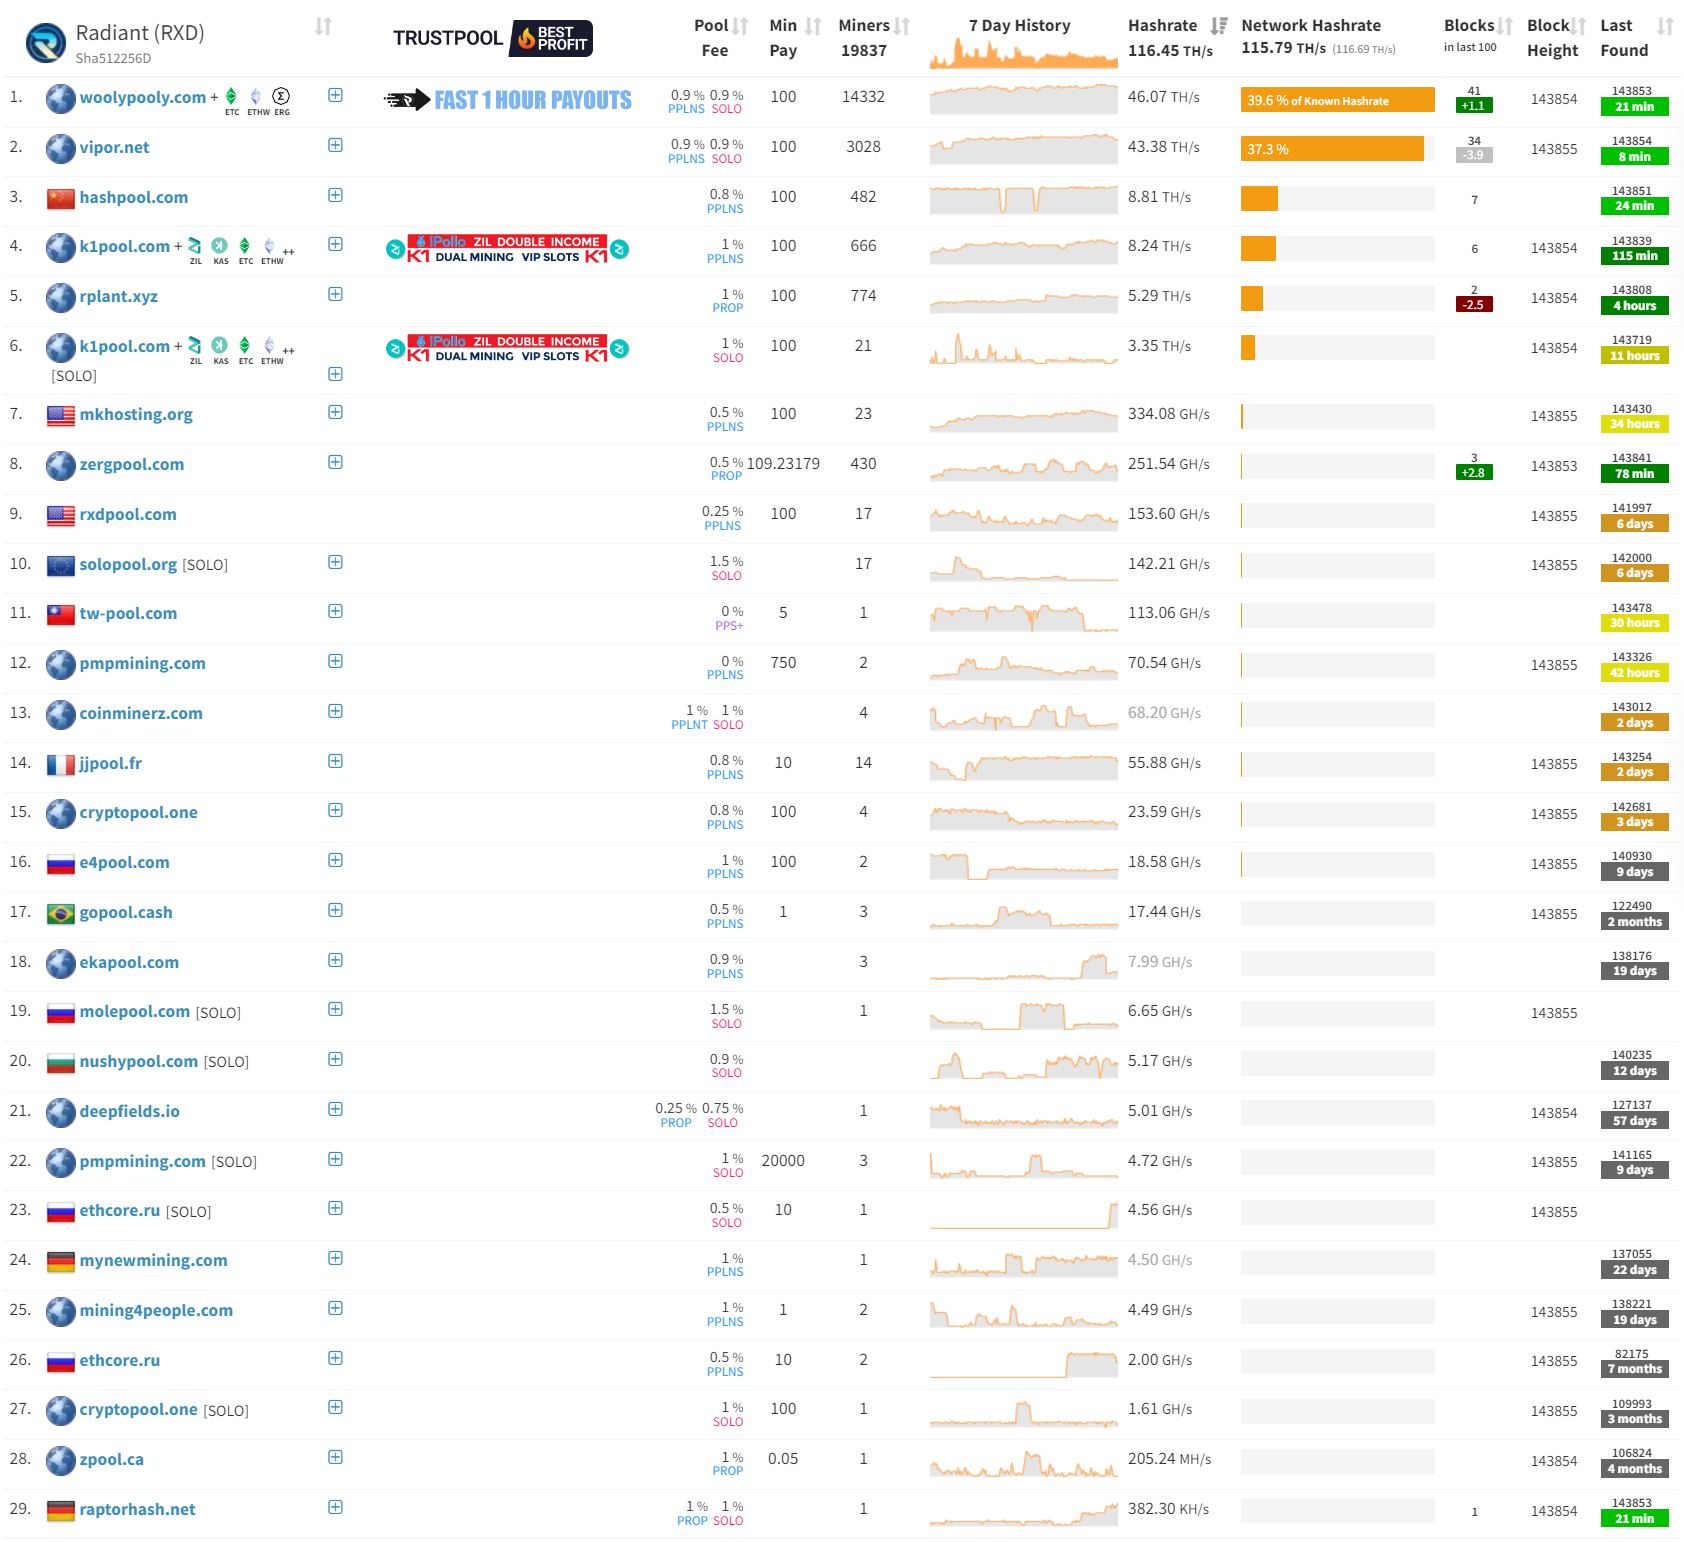 Radiant (RXD)
Sha512256D
TRUSTPOOL BEST PROFIT
Pool Fee
Min Pay
Miners 19837
7 Day History
Hashrate 116.45 TH/s
Network Hashrate 115.79 TH/s (116.69 TH/s)
Blocks in last 100
Block Height
Last Found
1. woolypooly.com + ETC ETHW ERG FAST 1 HOUR PAYOUTS 0.9 % PPLNS 0.9 % SOLO 100 14332 46.07 TH/s 39.6 % of Known Hashrate 41 +1.1 143854 143853 21 min
2. vipor.net 0.9 % PPLNS 0.9 % SOLO 100 3028 43.38 TH/s 37.3 % 34 -3.9 143855 143854 8 min
3. hashpool.com 0.8 % PPLNS 100 482 8.81 TH/s 7 143851 24 min
4. k1pool.com + ZIL KAS ETC ETHW ++ iPollo ZIL DOUBLE INCOME K1 DUAL MINING VIP SLOTS K1 1 % PPLNS 100 666 8.24 TH/s 6 143854 143839 115 min
5. rplant.xyz 1 % PROP 100 774 5.29 TH/s 2 -2.5 143854 143808 4 hours
6. k1pool.com + ZIL KAS ETC ETHW ++ [SOLO] iPollo ZIL DOUBLE INCOME K1 DUAL MINING VIP SLOTS K1 1 % SOLO 100 21 3.35 TH/s 143854 143719 11 hours
7. mkhosting.org 0.5 % PPLNS 100 23 334.08 GH/s 143855 143430 34 hours
8. zergpool.com 0.5 % PROP 109.23179 430 251.54 GH/s 3 +2.8 143853 143841 78 min
9. rxdpool.com 0.25 % PPLNS 100 17 153.60 GH/s 143855 141997 6 days
10. solopool.org [SOLO] 1.5 % SOLO 17 142.21 GH/s 143855 142000 6 days
11. tw-pool.com 0 % PPS+ 5 1 113.06 GH/s 143478 30 hours
12. pmpmining.com 0 % PPLNS 750 2 70.54 GH/s 143855 143326 42 hours
13. coinminerz.com 1 % PPLNT 1 % SOLO 4 68.20 GH/s 143012 2 days
14. jjpool.fr 0.8 % PPLNS 10 14 55.88 GH/s 143855 143254 2 days
15. cryptopool.one 0.8 % PPLNS 100 4 23.59 GH/s 143855 142681 3 days
16. e4pool.com 1 % PPLNS 100 2 18.58 GH/s 143855 140930 9 days
17. gopool.cash 0.5 % PPLNS 1 3 17.44 GH/s 143855 122490 2 months
18. ekapool.com 0.9 % PPLNS 3 7.99 GH/s 138176 19 days
19. molepool.com [SOLO] 1.5 % SOLO 1 6.65 GH/s 143855
20. nushypool.com [SOLO] 0.9 % SOLO 5.17 GH/s 140235 12 days
21. deepfields.io 0.25 % PROP 0.75 % SOLO 1 5.01 GH/s 143854 127137 57 days
22. pmpmining.com [SOLO] 1 % SOLO 20000 3 4.72 GH/s 143855 141165 9 days
23. ethcore.ru [SOLO] 0.5 % SOLO 10 1 4.56 GH/s 143855
24. mynewmining.com 1 % PPLNS 1 4.50 GH/s 137055 22 days
25. mining4people.com 1 % PPLNS 1 2 4.49 GH/s 143855 138221 19 days
26. ethcore.ru 0.5 % PPLNS 10 2 2.00 GH/s 143855 82175 7 months
27. cryptopool.one [SOLO] 1 % SOLO 100 1 1.61 GH/s 143855 109993 3 months
28. zpool.ca 1 % PROP 0.05 1 205.24 MH/s 143854 106824 4 months
29. raptorhash.net 1 % PROP 1 % SOLO 1 382.30 KH/s 1 143854 143853 21 min